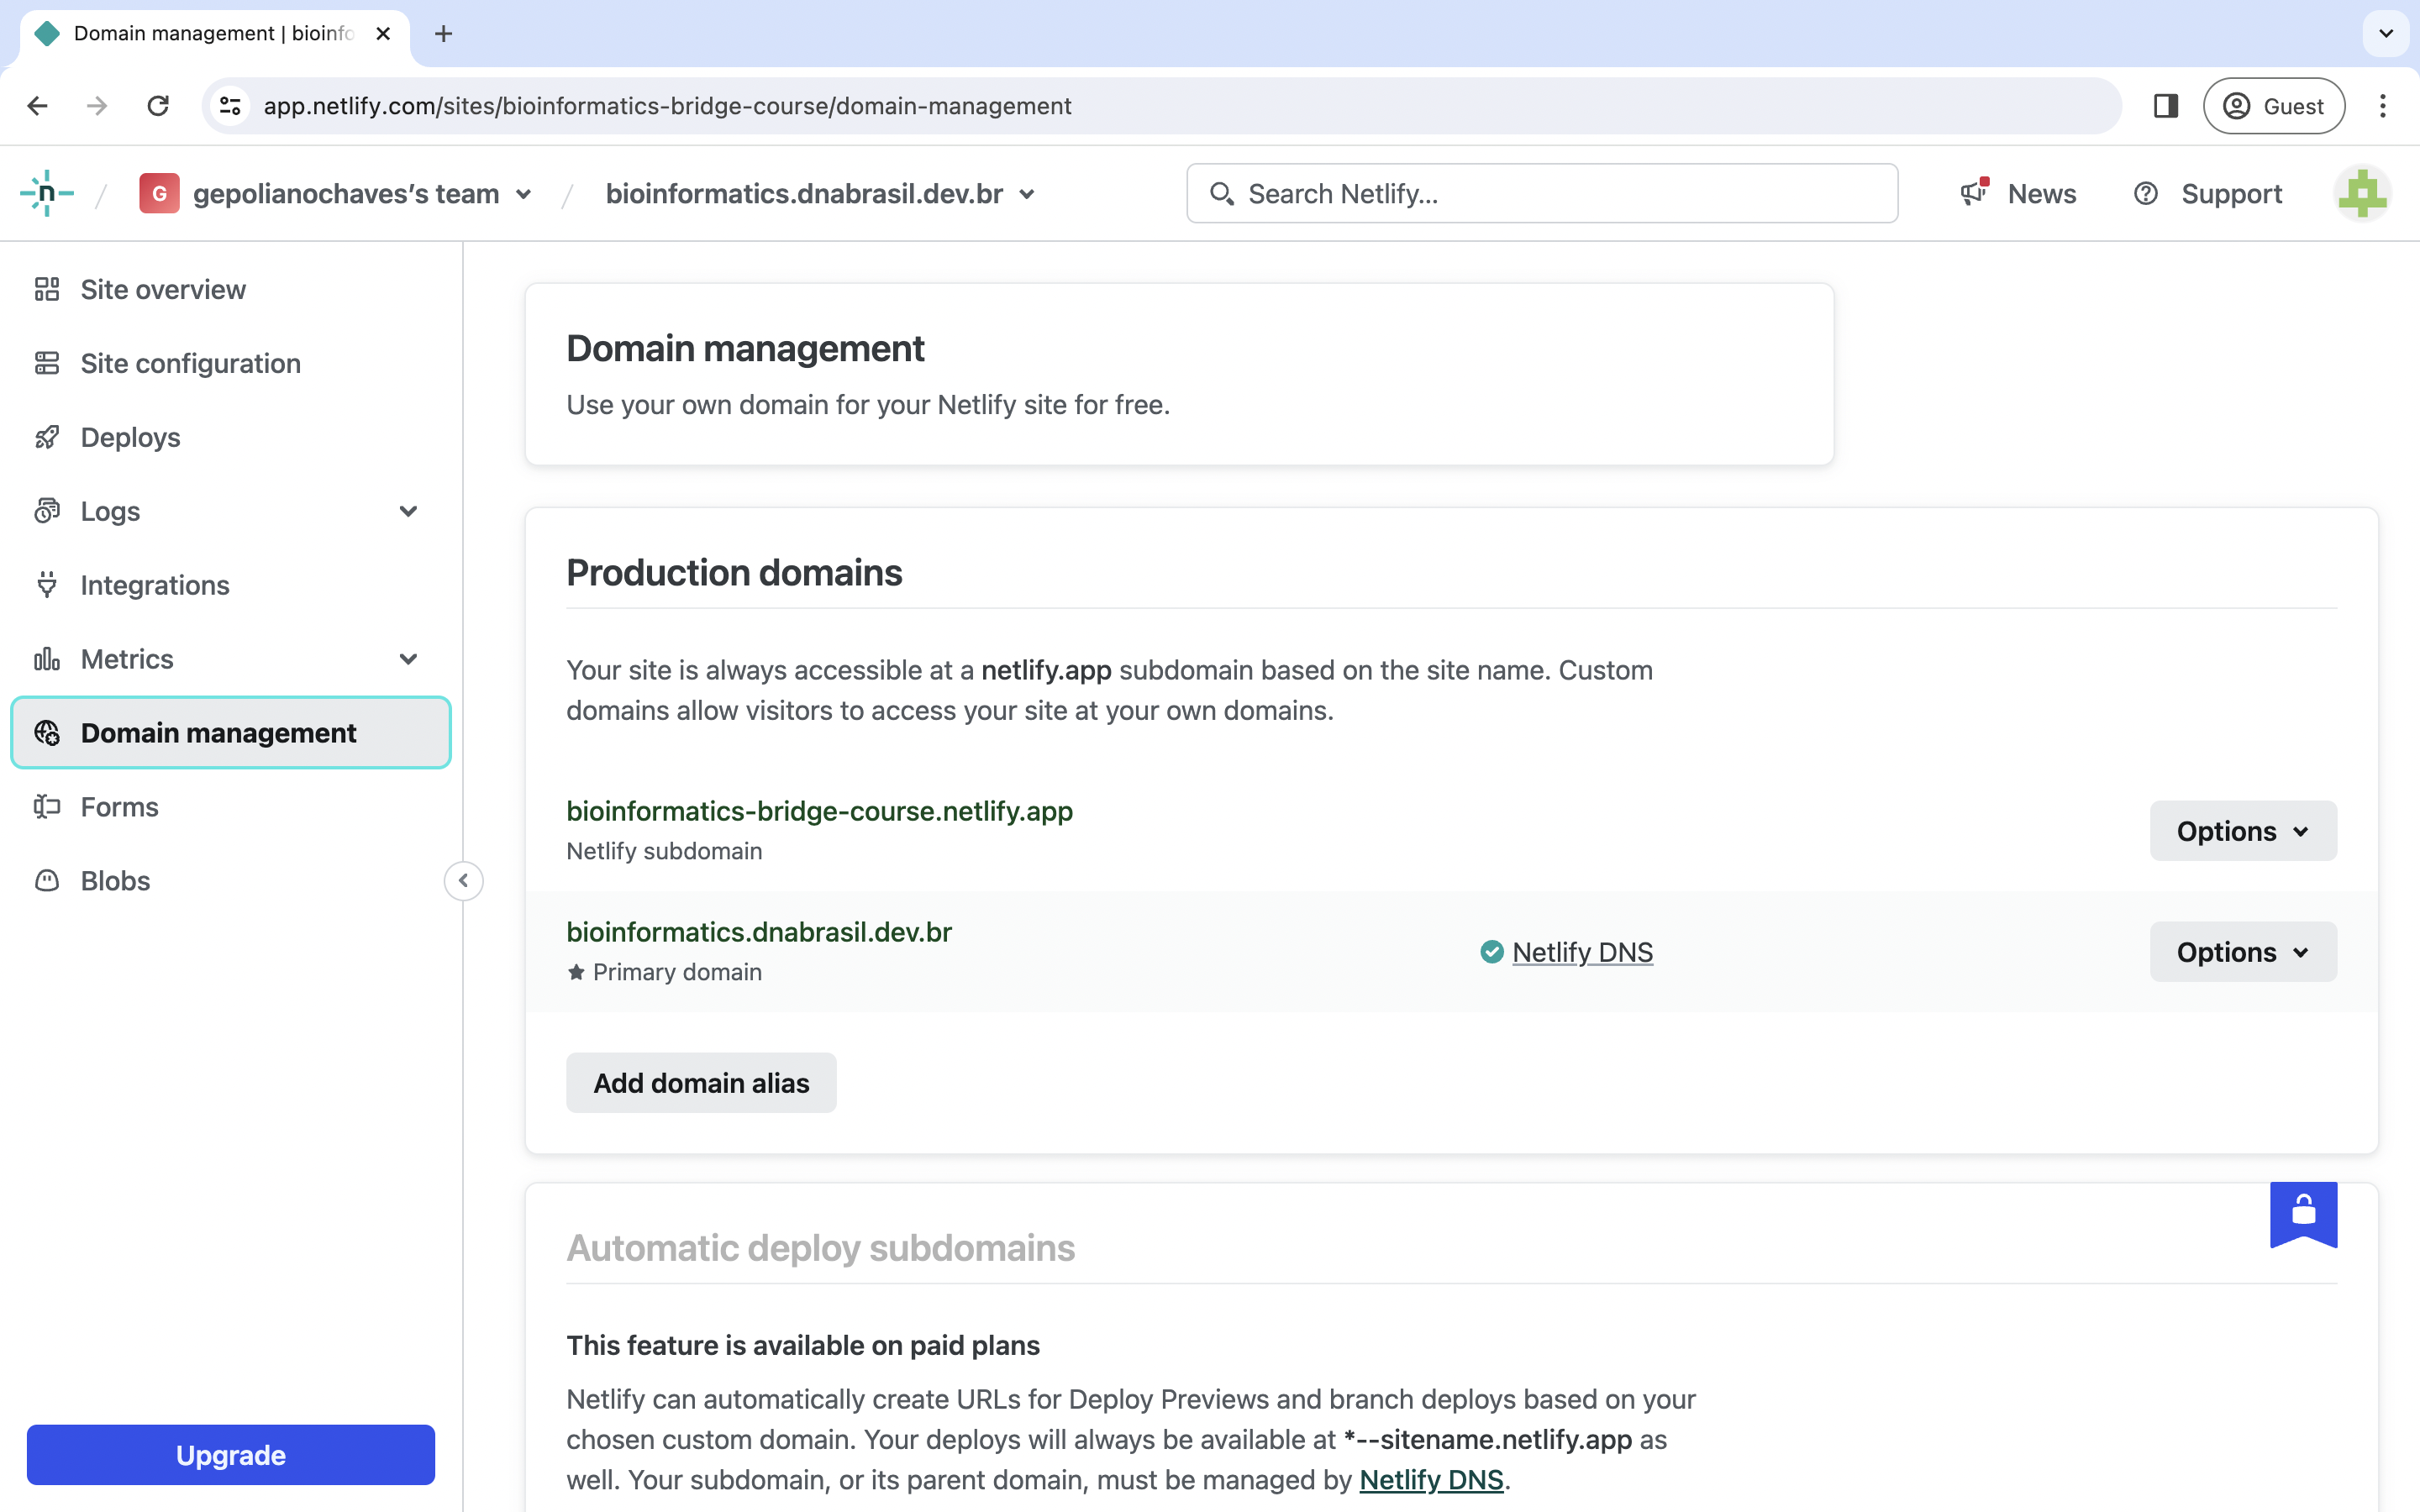 Domain management | bioinfo
app.netlify.com/sites/bioinformatics-bridge-course/domain-management
Guest
n
G
gepolianochaves’s team
bioinformatics.dnabrasil.dev.br
Search Netlify...
News
Support
Site overview
Site configuration
Deploys
Logs
Integrations
Metrics
Domain management
Forms
Blobs
Upgrade
Domain management
Use your own domain for your Netlify site for free.
Production domains
Your site is always accessible at a netlify.app subdomain based on the site name. Custom
domains allow visitors to access your site at your own domains.
bioinformatics-bridge-course.netlify.app
Netlify subdomain
Options
bioinformatics.dnabrasil.dev.br
Primary domain
Netlify DNS
Options
Add domain alias
Automatic deploy subdomains
This feature is available on paid plans
Netlify can automatically create URLs for Deploy Previews and branch deploys based on your
chosen custom domain. Your deploys will always be available at *--sitename.netlify.app as
well. Your subdomain, or its parent domain, must be managed by Netlify DNS.